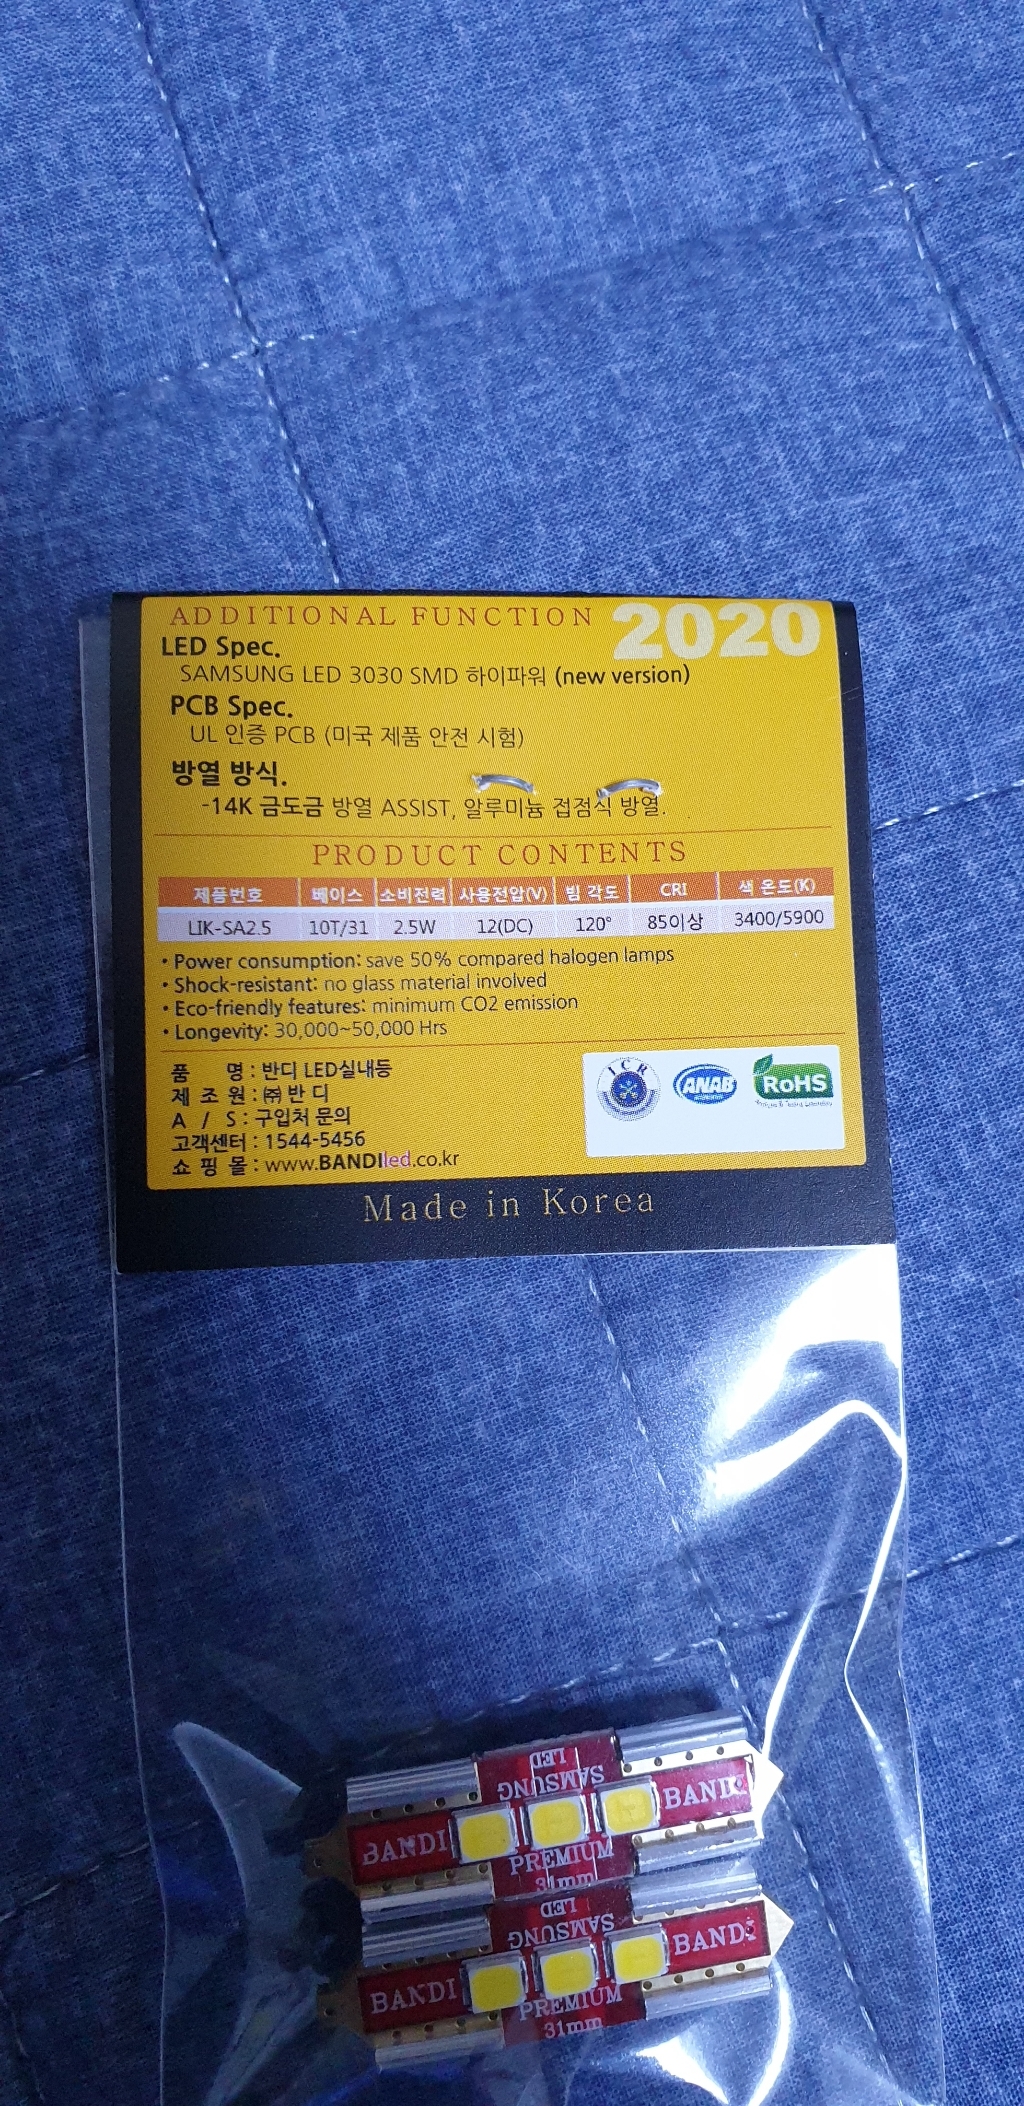 ADDITIONAL FUNCTION 2020
LED Spec.
SAMSUNG LED 3030 SMD 하이파워 (new version)
PCB Spec.
UL 인증 PCB (미국 제품 안전 시험)
방열 방식.
-14K 금도금 방열 ASSIST, 알루미늄 접점식 방열.
PRODUCT CONTENTS
제품번호 베이스 소비전력 사용전압(V) 빔 각도 CRI 색 온도(K)
LIK-SA2.5 10T/31 2.5W 12(DC) 120° 85이상 3400/5900
• Power consumption: save 50% compared halogen lamps
• Shock-resistant: no glass material involved
• Eco-friendly features: minimum CO2 emission
• Longevity: 30,000~50,000 Hrs
품 명 : 반디 LED실내등
제 조 원 : ㈜ 반 디
A / S : 구입처 문의
고객센터 : 1544-5456
쇼 핑 몰 : www.BANDIled.co.kr
ICR
ANAB
RoHS
Made in Korea
SAMSUNG
LED
BANDI
BANDI
PREMIUM
31mm
SAMSUNG
LED
BANDI
BANDI
PREMIUM
31mm